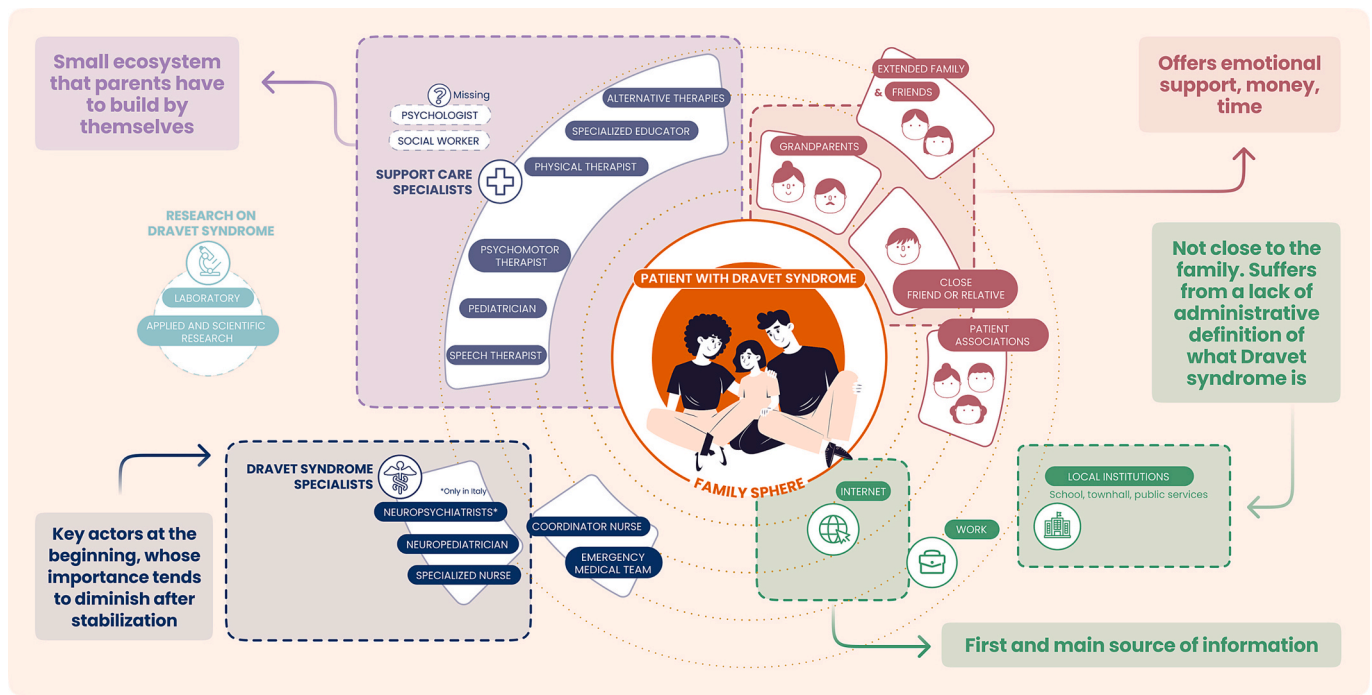 Small ecosystem
that parents have
to build by
themselves
? Missing
PSYCHOLOGIST
SOCIAL WORKER
SUPPORT CARE
SPECIALISTS
ALTERNATIVE THERAPIES
SPECIALIZED EDUCATOR
PHYSICAL THERAPIST
PSYCHOMOTOR
THERAPIST
PEDIATRICIAN
SPEECH THERAPIST
EXTENDED FAMILY
& FRIENDS
GRANDPARENTS
CLOSE
FRIEND OR RELATIVE
PATIENT
ASSOCIATIONS
Offers emotional
support, money,
time
RESEARCH ON
DRAVET SYNDROME
LABORATORY
APPLIED AND SCIENTIFIC
RESEARCH
PATIENT WITH DRAVET SYNDROME
FAMILY SPHERE
Not close to the
family. Suffers
from a lack of
administrative
definition of
what Dravet
syndrome is
DRAVET SYNDROME
SPECIALISTS
*Only in Italy
NEUROPSYCHIATRISTS*
NEUROPEDIATRICIAN
SPECIALIZED NURSE
COORDINATOR NURSE
EMERGENCY
MEDICAL TEAM
Key actors at the
beginning, whose
importance tends
to diminish after
stabilization
INTERNET
WORK
LOCAL INSTITUTIONS
School, townhall, public services
First and main source of information